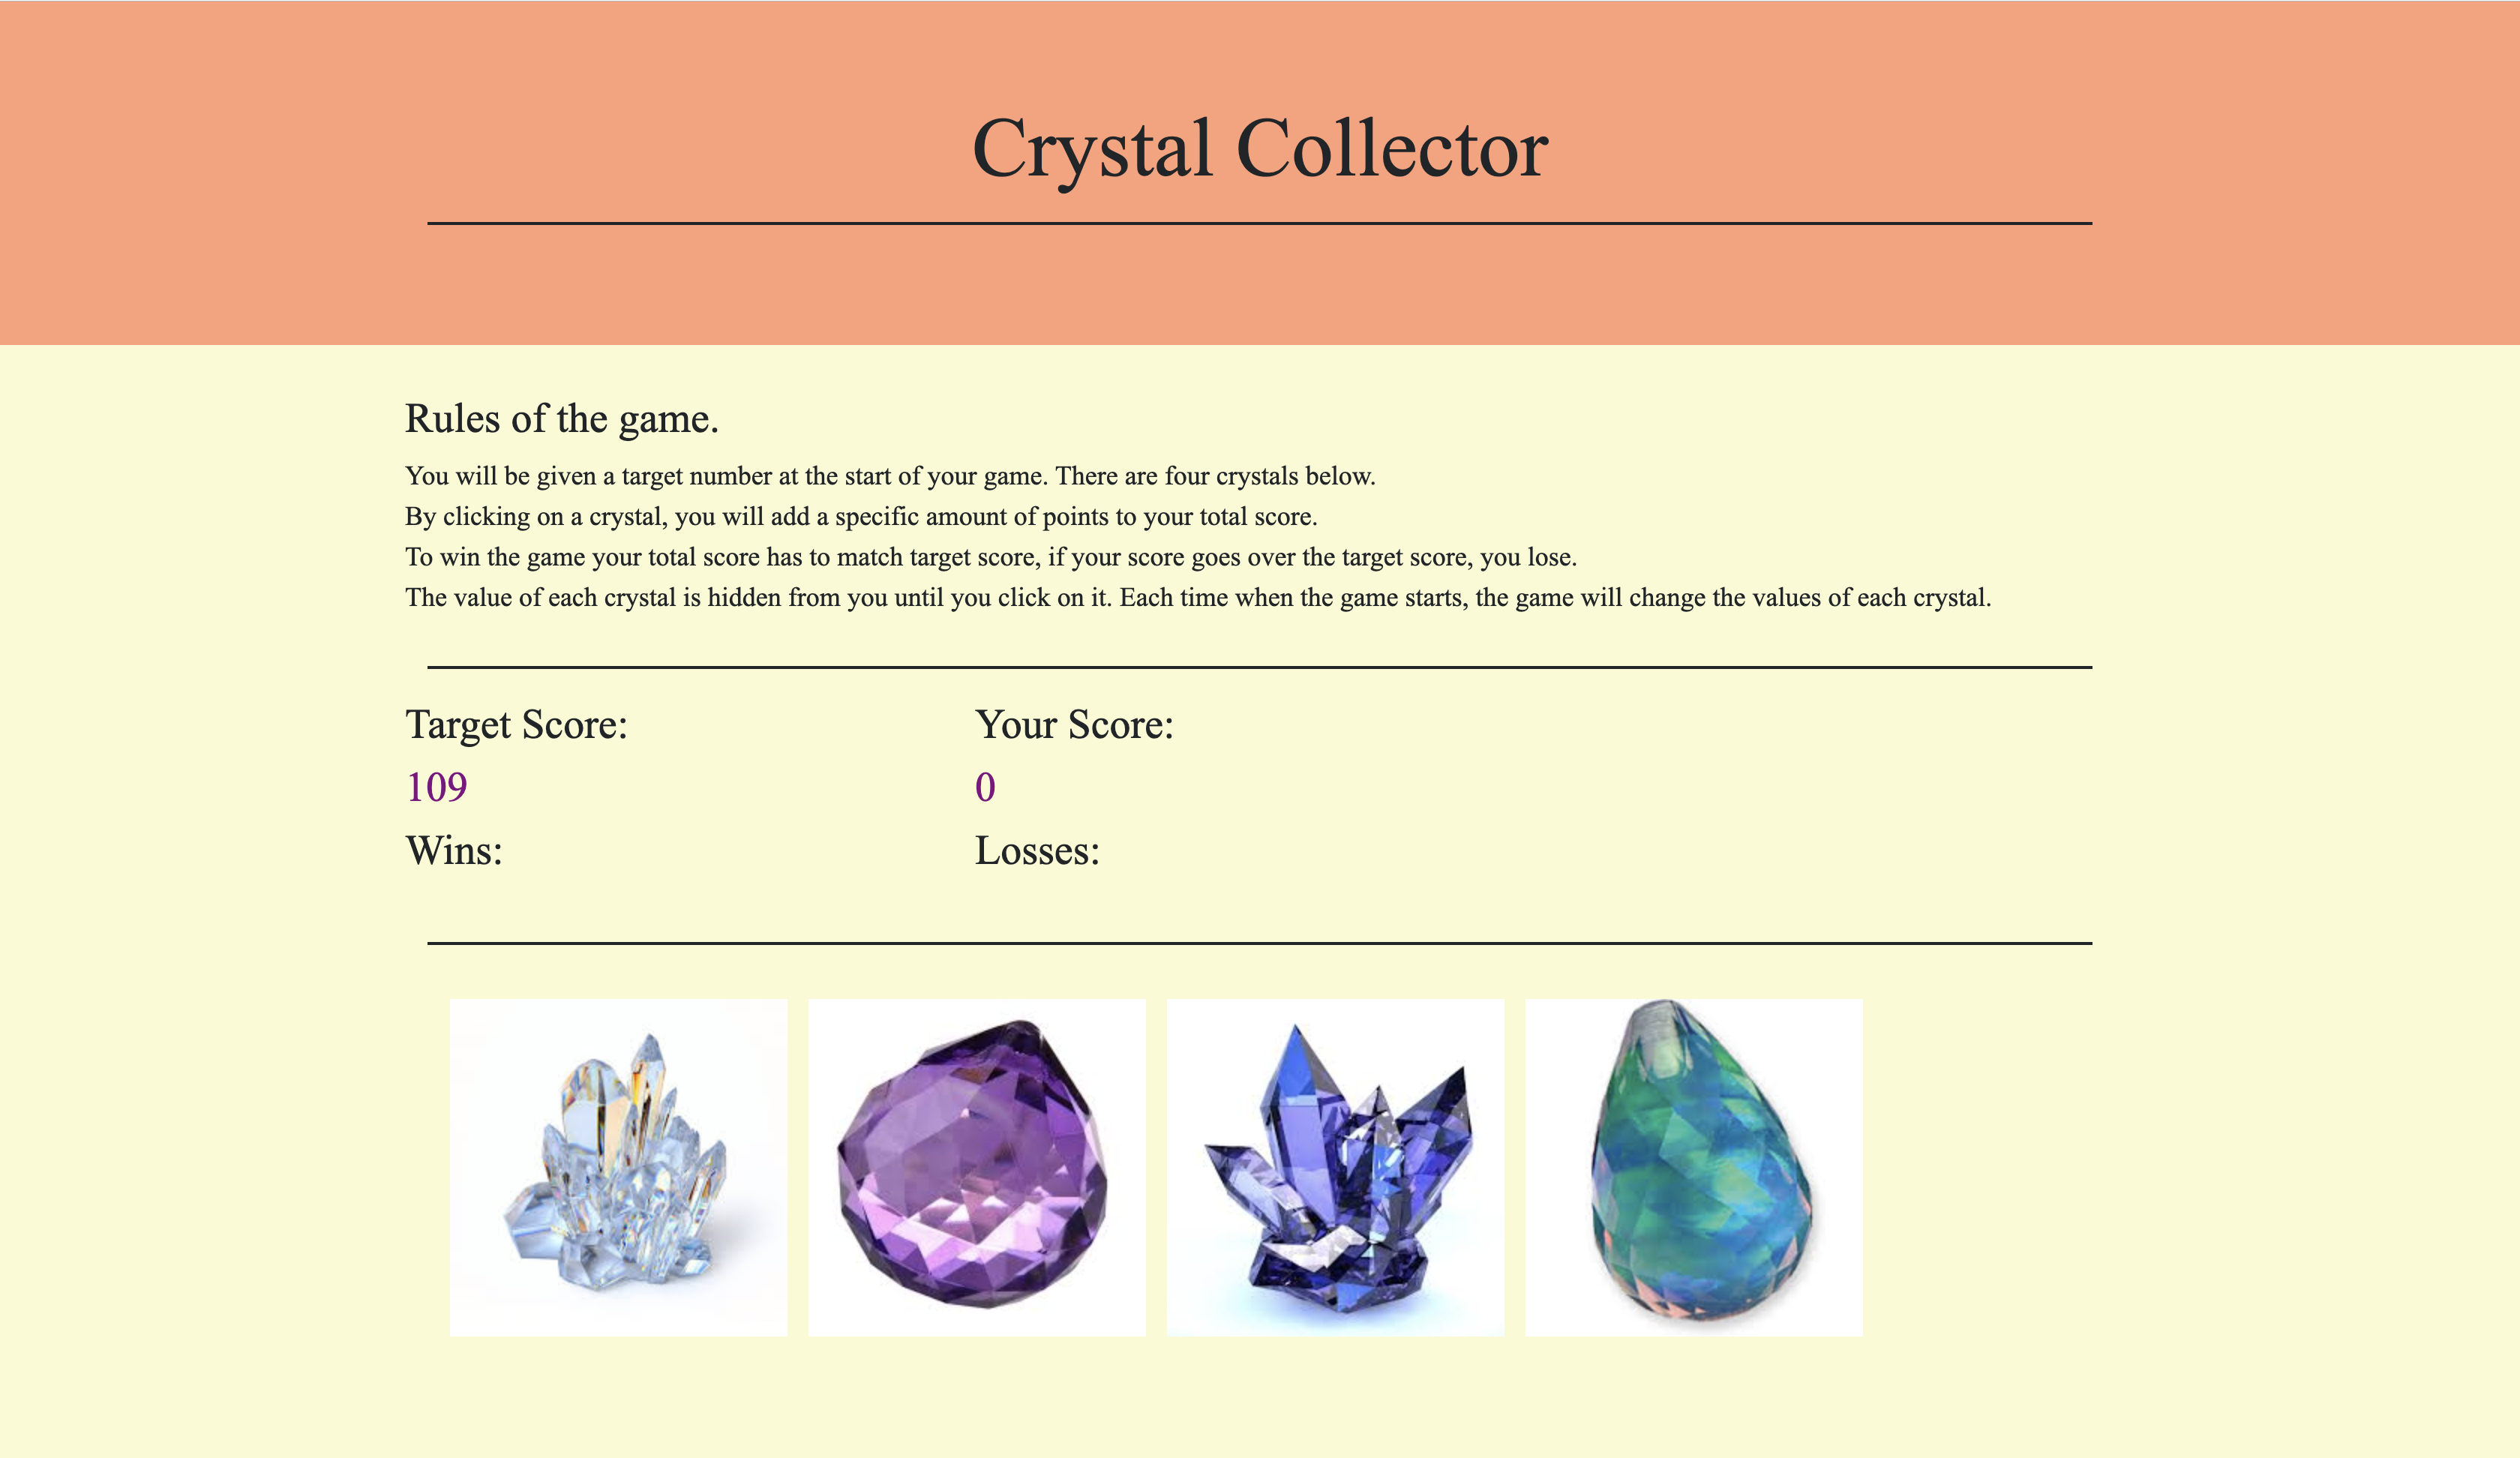 Crystal Collector
Rules of the game.
You will be given a target number at the start of your game. There are four crystals below.
By clicking on a crystal, you will add a specific amount of points to your total score.
To win the game your total score has to match target score, if your score goes over the target score, you lose.
The value of each crystal is hidden from you until you click on it. Each time when the game starts, the game will change the values of each crystal.
Target Score:
109
Wins:
Your Score:
0
Losses: